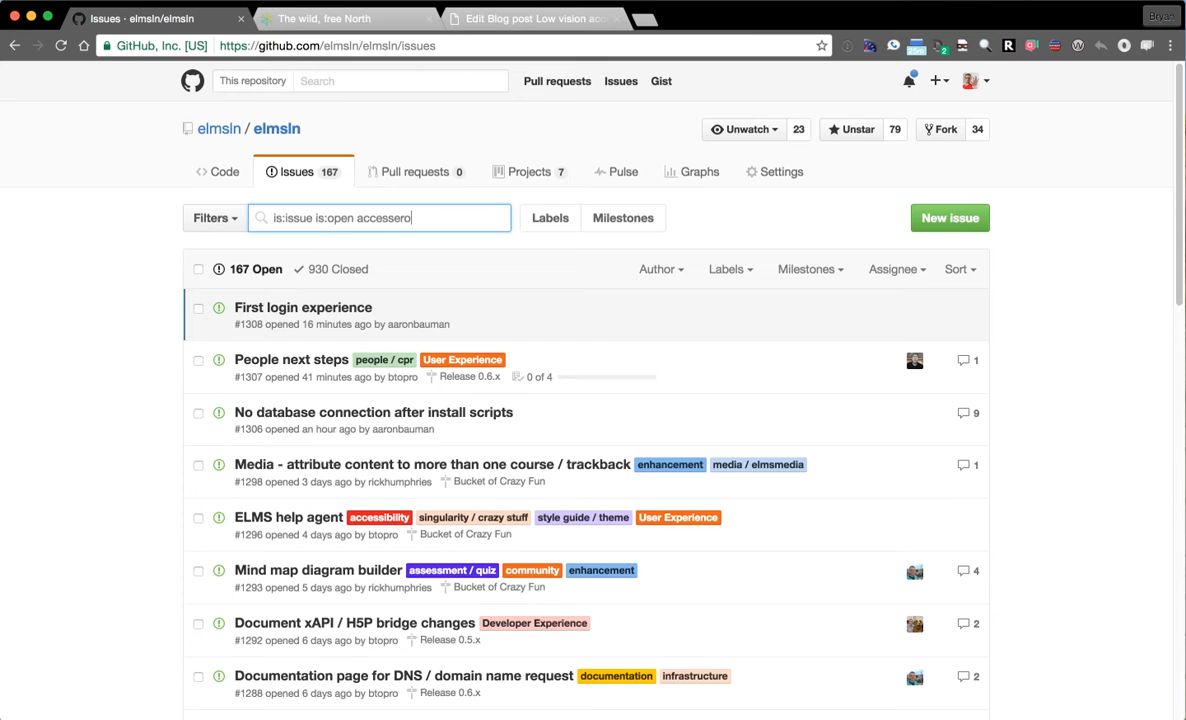 Issues · elmsln/elmsln
The wild, free North
Edit Blog post Low vision acc
Bryan
GitHub, Inc. [US] https://github.com/elmsln/elmsln/issues
This repository Search
Pull requests Issues Gist
elmsln / elmsln
Unwatch 23 Unstar 79 Fork 34
Code Issues 167 Pull requests 0 Projects 7 Pulse Graphs Settings
Filters is:issue is:open accessero Labels Milestones New issue
167 Open 930 Closed Author Labels Milestones Assignee Sort
First login experience
#1308 opened 16 minutes ago by aaronbauman
People next steps people / cpr User Experience 1
#1307 opened 41 minutes ago by btopro Release 0.6.x 0 of 4
No database connection after install scripts 9
#1306 opened an hour ago by aaronbauman
Media - attribute content to more than one course / trackback enhancement media / elmsmedia 1
#1298 opened 3 days ago by rickhumphries Bucket of Crazy Fun
ELMS help agent accessibility singularity / crazy stuff style guide / theme User Experience
#1296 opened 4 days ago by btopro Bucket of Crazy Fun
Mind map diagram builder assessment / quiz community enhancement 4
#1293 opened 5 days ago by rickhumphries Bucket of Crazy Fun
Document xAPI / H5P bridge changes Developer Experience 2
#1292 opened 6 days ago by btopro Release 0.5.x
Documentation page for DNS / domain name request documentation infrastructure 2
#1288 opened 6 days ago by btopro Release 0.6.x